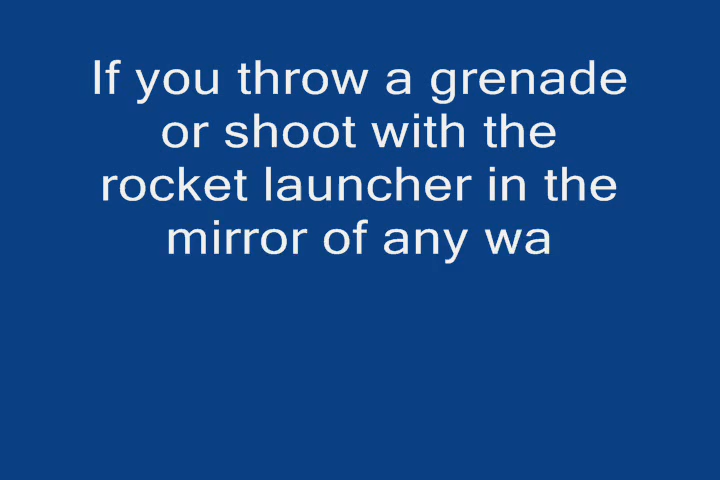 If you throw a grenade
or shoot with the
rocket launcher in the
mirror of any wa